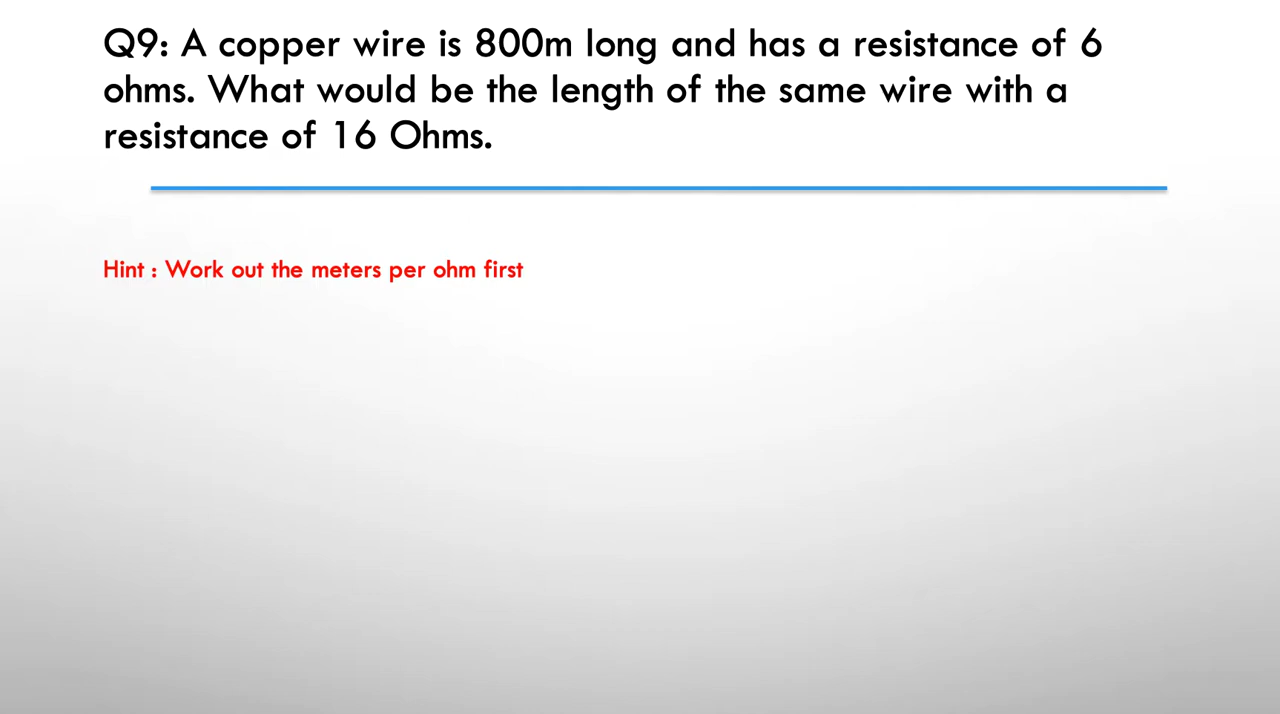 Q9: A copper wire is 800m long and has a resistance of 6
ohms. What would be the length of the same wire with a
resistance of 16 Ohms.
Hint : Work out the meters per ohm first